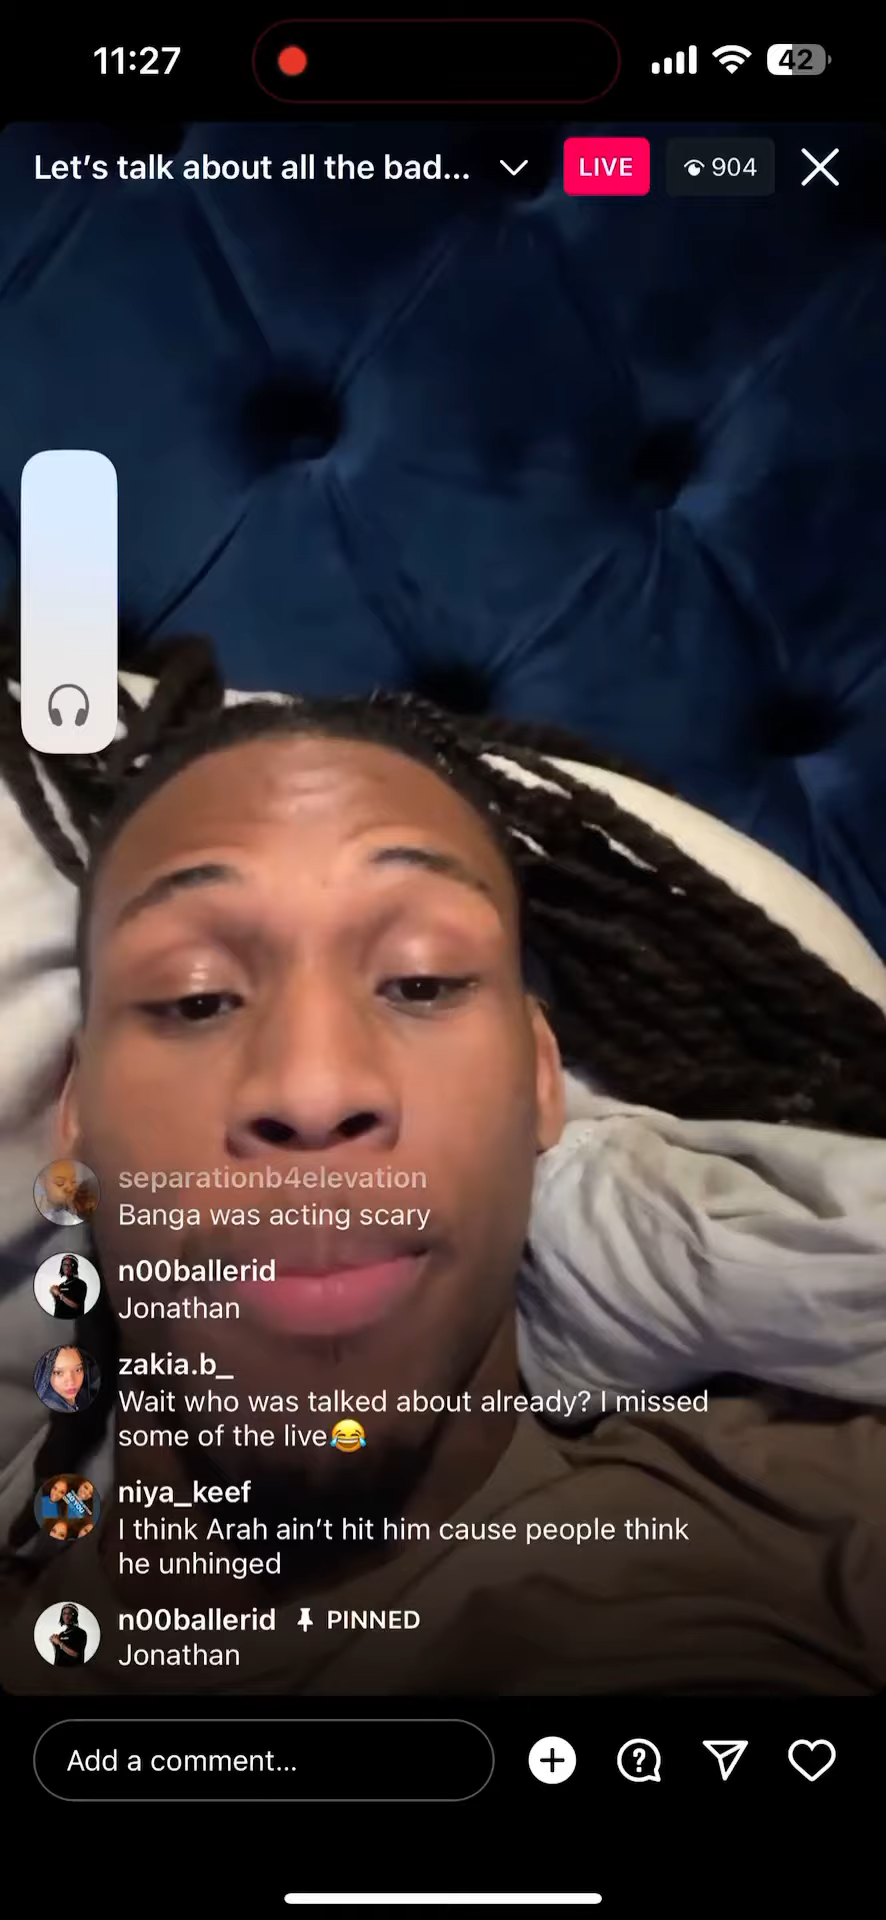 11:27
42
Let’s talk about all the bad...
LIVE
904
separationb4elevation
Banga was acting scary
n00ballerid
Jonathan
zakia.b_
Wait who was talked about already? I missed
some of the live😂
niya_keef
I think Arah ain’t hit him cause people think
he unhinged
n00ballerid PINNED
Jonathan
Add a comment...